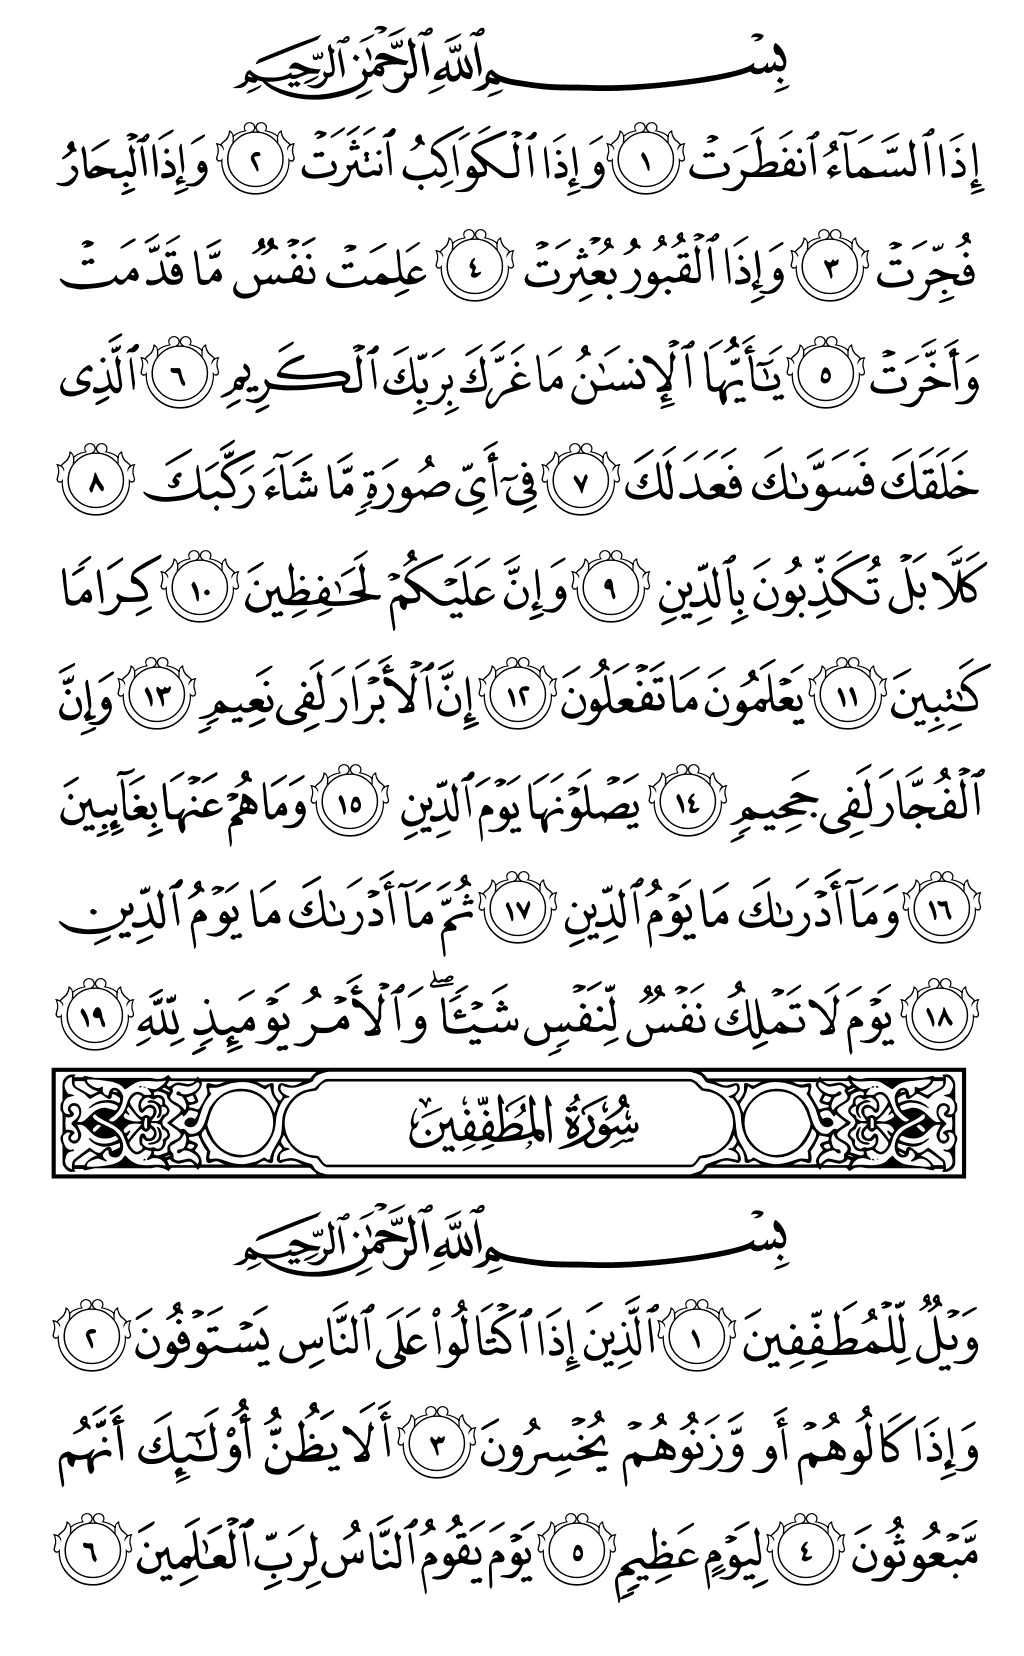 بِسْمِ ٱللَّهِ ٱلرَّحْمَٰنِ ٱلرَّحِيمِ
إِذَا ٱلسَّمَآءُ ٱنفَطَرَتْ ١ وَإِذَا ٱلْكَوَاكِبُ ٱنتَثَرَتْ ٢ وَإِذَا ٱلْبِحَارُ
فُجِّرَتْ ٣ وَإِذَا ٱلْقُبُورُ بُعْثِرَتْ ٤ عَلِمَتْ نَفْسٌ مَّا قَدَّمَتْ
وَأَخَّرَتْ ٥ يَٰٓأَيُّهَا ٱلْإِنسَٰنُ مَا غَرَّكَ بِرَبِّكَ ٱلْكَرِيمِ ٦ ٱلَّذِى
خَلَقَكَ فَسَوَّىٰكَ فَعَدَلَكَ ٧ فِىٓ أَىِّ صُورَةٍ مَّا شَآءَ رَكَّبَكَ ٨
كَلَّا بَلْ تُكَذِّبُونَ بِٱلدِّينِ ٩ وَإِنَّ عَلَيْكُمْ لَحَٰفِظِينَ ١٠ كِرَامًا
كَٰتِبِينَ ١١ يَعْلَمُونَ مَا تَفْعَلُونَ ١٢ إِنَّ ٱلْأَبْرَارَ لَفِى نَعِيمٍ ١٣ وَإِنَّ
ٱلْفُجَّارَ لَفِى جَحِيمٍ ١٤ يَصْلَوْنَهَا يَوْمَ ٱلدِّينِ ١٥ وَمَا هُمْ عَنْهَا بِغَآئِبِينَ
١٦ وَمَآ أَدْرَىٰكَ مَا يَوْمُ ٱلدِّينِ ١٧ ثُمَّ مَآ أَدْرَىٰكَ مَا يَوْمُ ٱلدِّينِ
١٨ يَوْمَ لَا تَمْلِكُ نَفْسٌ لِّنَفْسٍ شَيْـًٔا ۖ وَٱلْأَمْرُ يَوْمَئِذٍ لِّلَّهِ ١٩
سُورَةُ المُطَفِّفِينَ
بِسْمِ ٱللَّهِ ٱلرَّحْمَٰنِ ٱلرَّحِيمِ
وَيْلٌ لِّلْمُطَفِّفِينَ ١ ٱلَّذِينَ إِذَا ٱكْتَالُوا۟ عَلَى ٱلنَّاسِ يَسْتَوْفُونَ ٢
وَإِذَا كَالُوهُمْ أَو وَّزَنُوهُمْ يُخْسِرُونَ ٣ أَلَا يَظُنُّ أُو۟لَٰٓئِكَ أَنَّهُم
مَّبْعُوثُونَ ٤ لِيَوْمٍ عَظِيمٍ ٥ يَوْمَ يَقُومُ ٱلنَّاسُ لِرَبِّ ٱلْعَٰلَمِينَ ٦